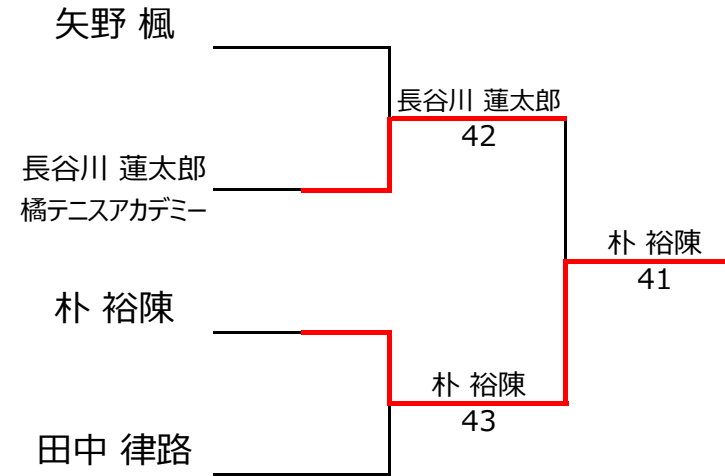 矢野 楓
長谷川 蓮太郎
42
長谷川 蓮太郎
橘テニスアカデミー
朴 裕陳
41
朴 裕陳
朴 裕陳
43
田中 律路